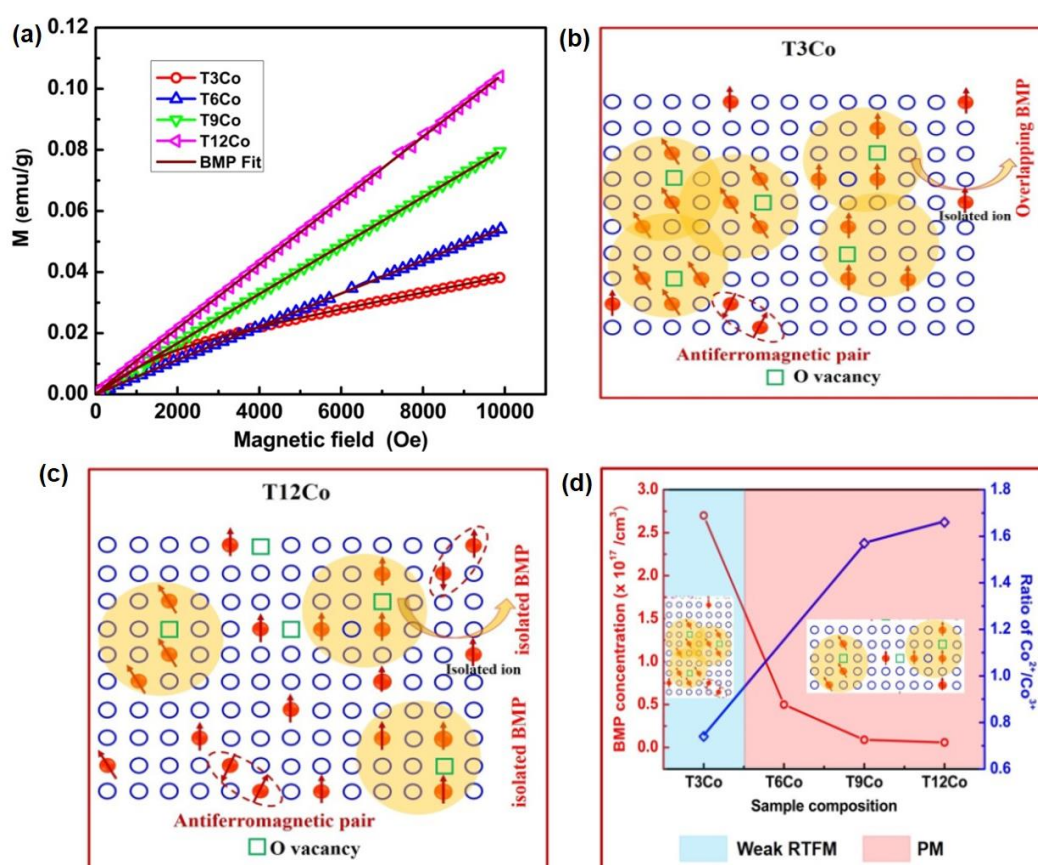 (a)
0.12
0.10
0.08
0.06
0.04
0.02
0.00
M (emu/g)
T3Co
T6Co
T9Co
T12Co
BMP Fit
0 2000 4000 6000 8000 10000
Magnetic field (Oe)
(b)
T3Co
Overlapping BMP
Isolated ion
Antiferromagnetic pair
O vacancy
(c)
T12Co
isolated BMP
Isolated ion
isolated BMP
Antiferromagnetic pair
O vacancy
(d)
3.0
2.5
2.0
1.5
1.0
0.5
0.0
BMP concentration (x 10¹⁷/cm³)
1.8
1.6
1.4
1.2
1.0
0.8
0.6
Ratio of Co²⁺/Co³⁺
T3Co T6Co T9Co T12Co
Sample composition
Weak RTFM PM